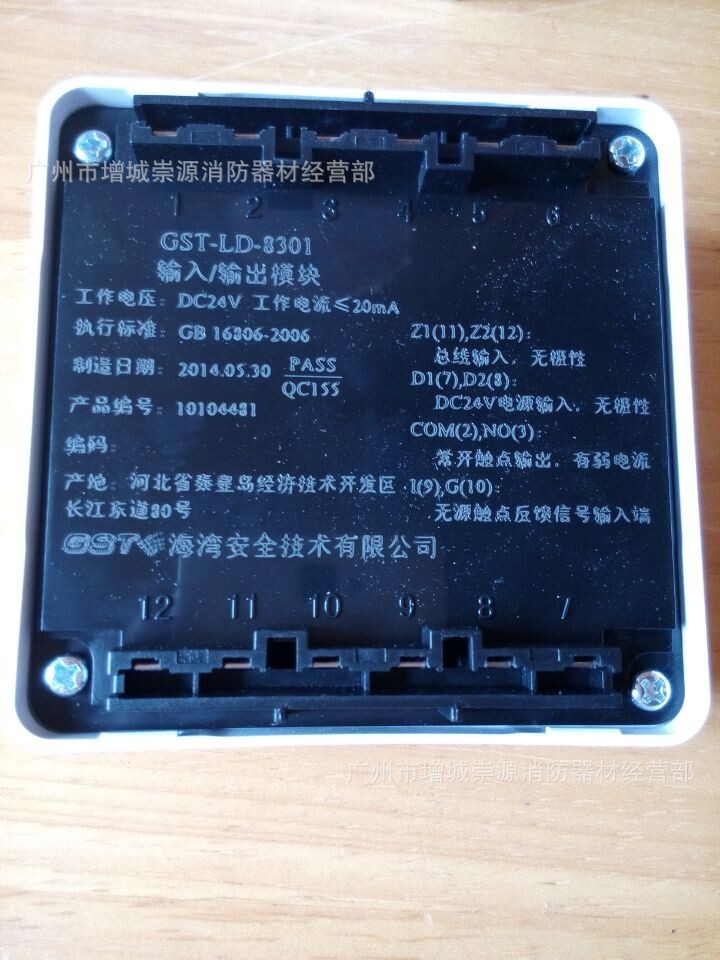 广州市增城崇源消防器材经营部
1 2 3 4 5 6
GST-LD-8301
输入/输出模块
工作电压: DC24V 工作电流≤20mA
执行标准: GB 16806-2006
制造日期: 2014.05.30 PASS
QC155
产品编号: 10104481
编码:
产地: 河北省秦皇岛经济技术开发区
长江东道80号
Z1(11),Z2(12):
总线输入, 无极性
D1(7),D2(8):
DC24V电源输入, 无极性
COM(2),NO(3):
常开触点输出, 有弱电流
I(9),G(10):
无源触点反馈信号输入端
GST 海湾安全技术有限公司
12 11 10 9 8 7
广州市增城崇源消防器材经营部